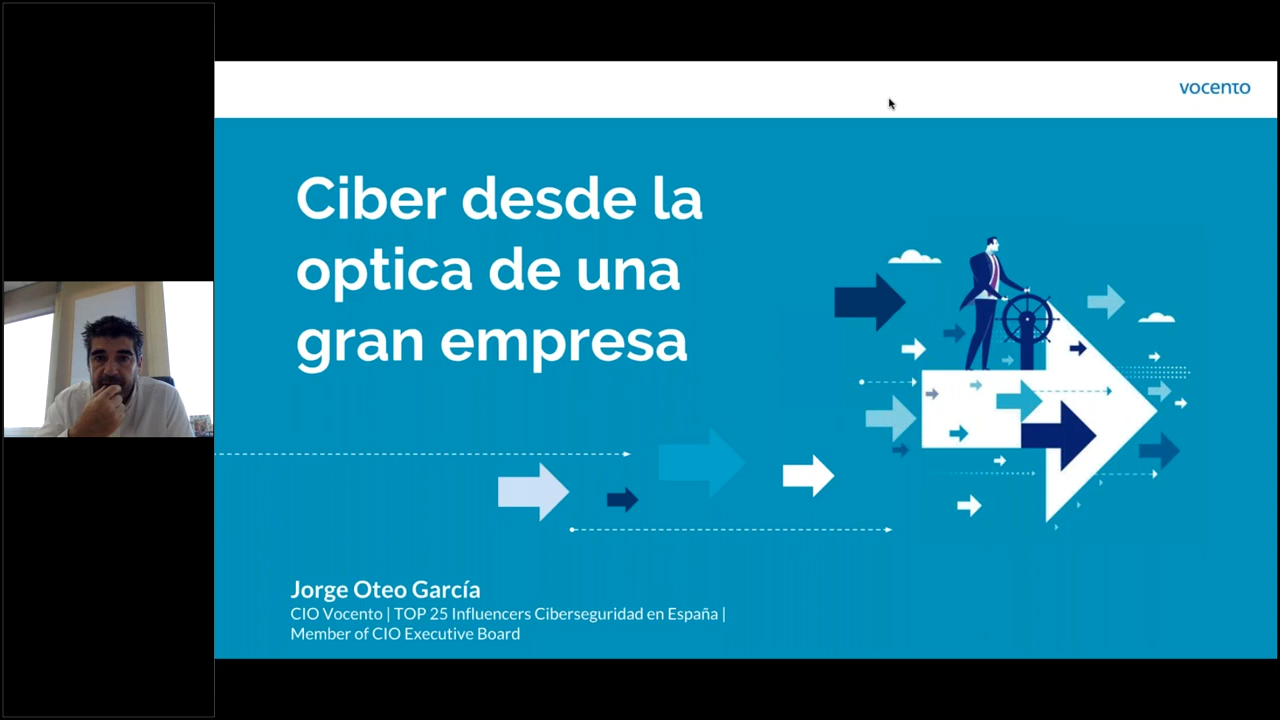 vocento
Ciber desde la
optica de una
gran empresa
Jorge Oteo García
CIO Vocento | TOP 25 Influencers Ciberseguridad en España |
Member of CIO Executive Board